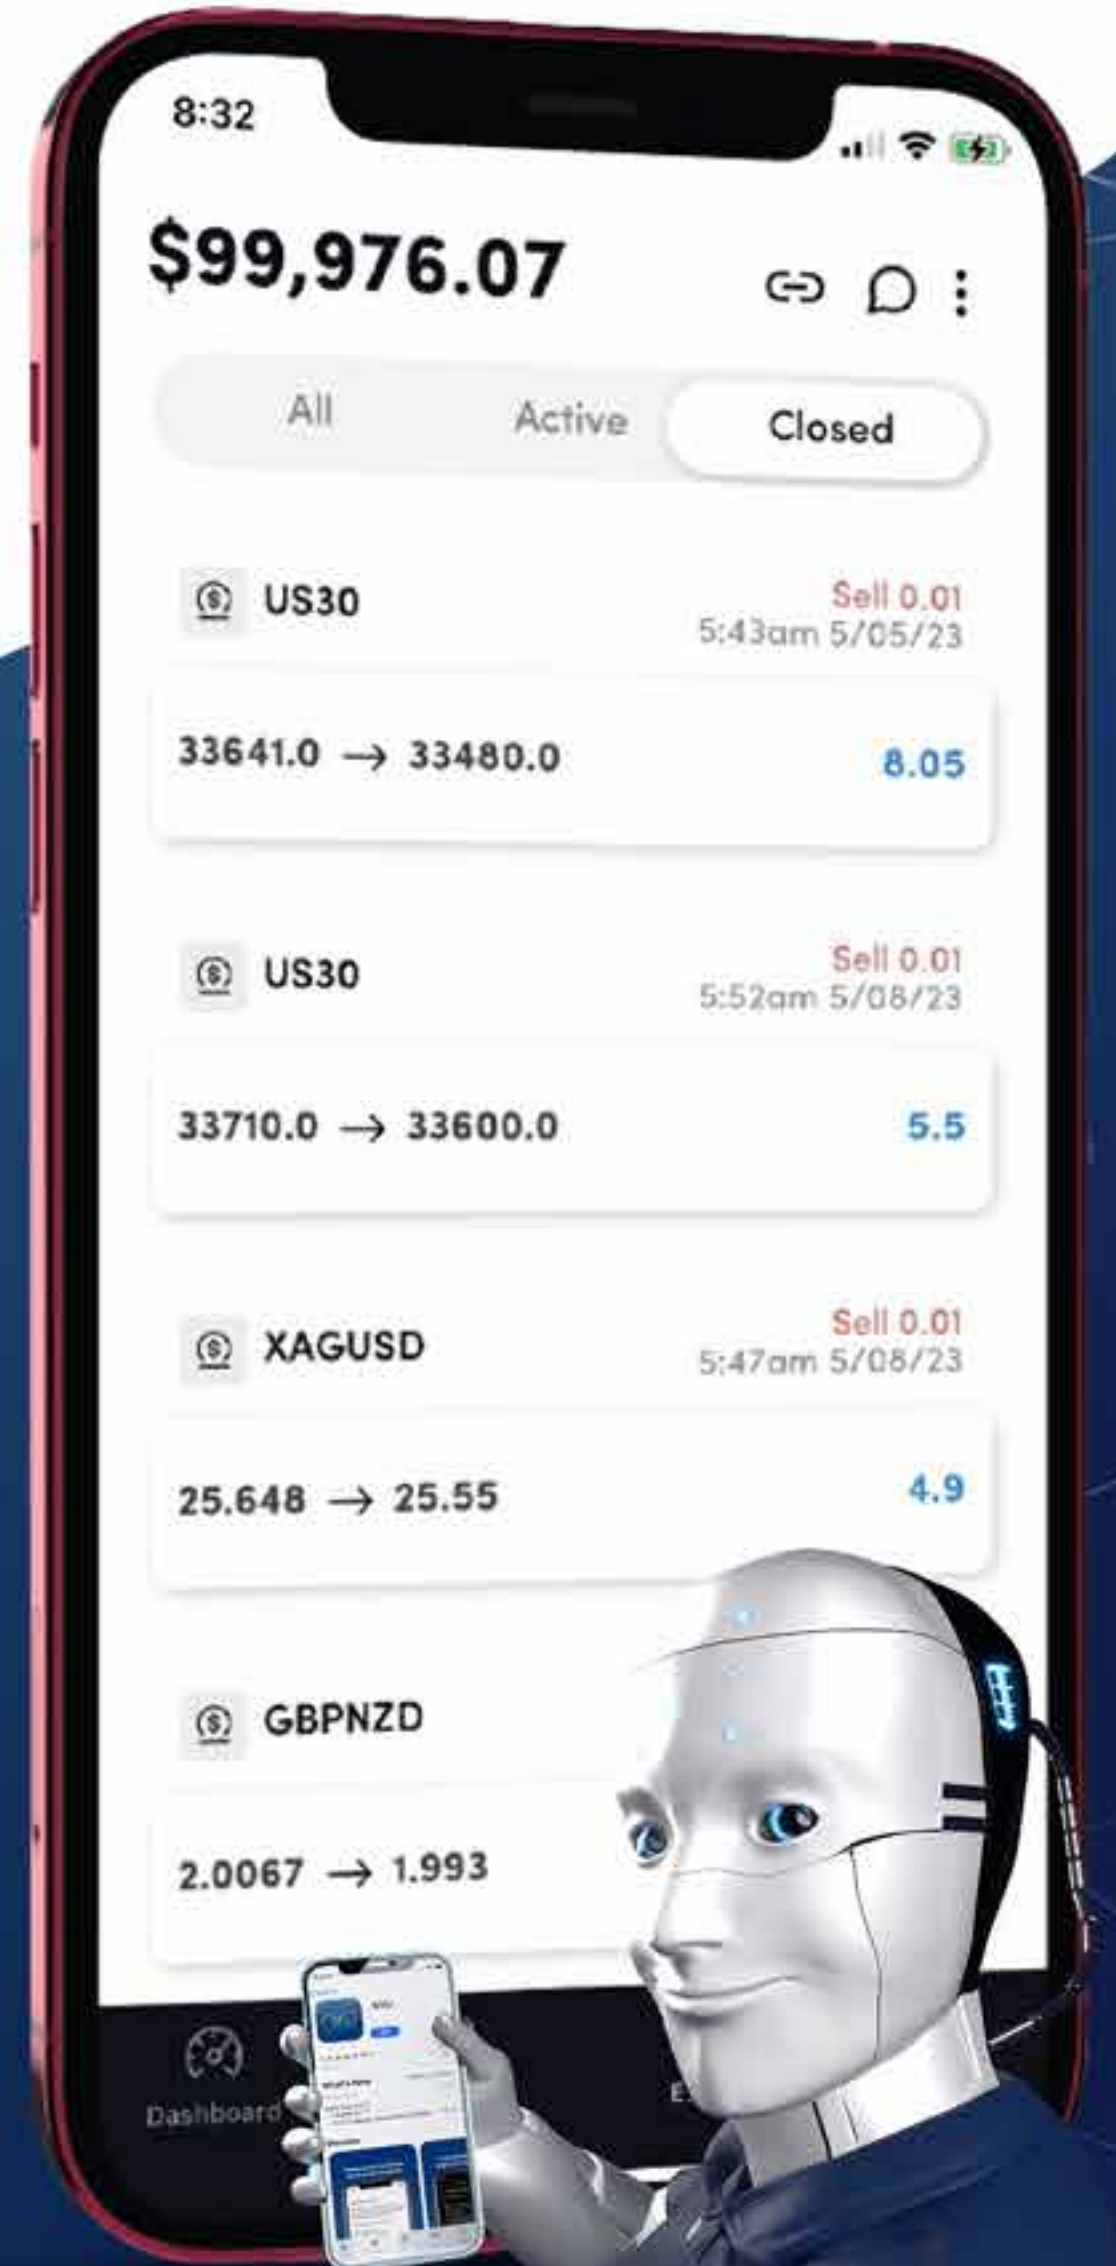 8:32
$99,976.07
All Active Closed
US30 Sell 0.01
5:43am 5/05/23
33641.0 → 33480.0 8.05
US30 Sell 0.01
5:52am 5/08/23
33710.0 → 33600.0 5.5
XAGUSD Sell 0.01
5:47am 5/08/23
25.648 → 25.55 4.9
GBPNZD
2.0067 → 1.993
Dashboard